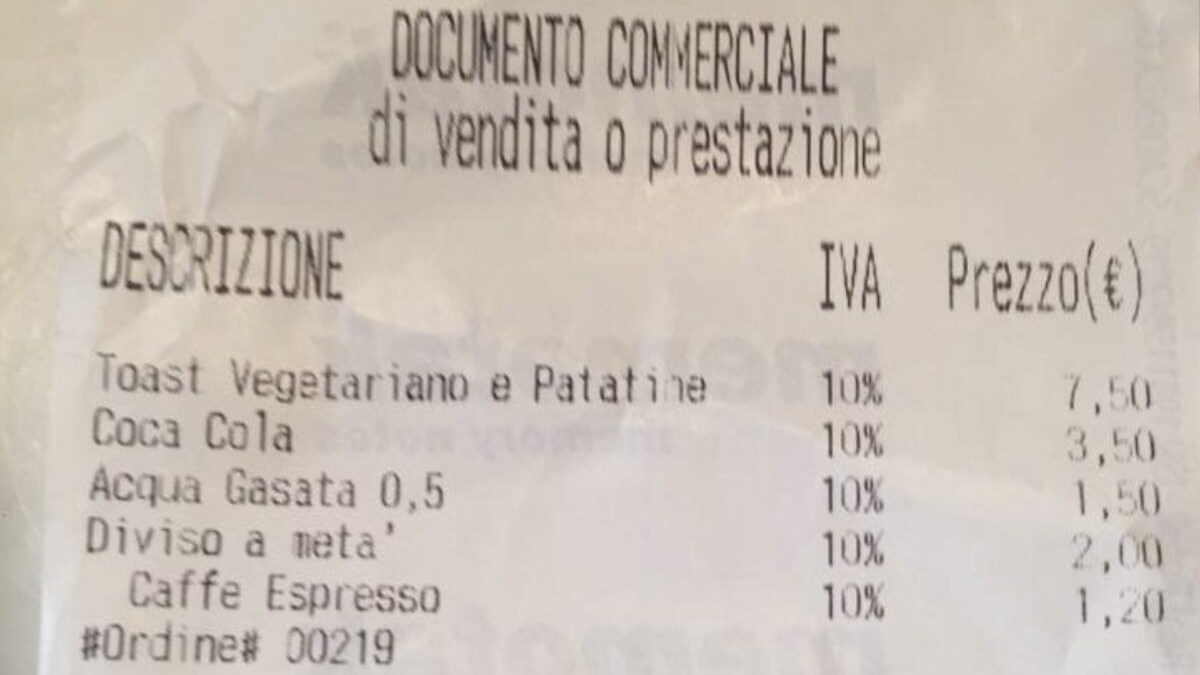 DOCUMENTO COMMERCIALE
di vendita o prestazione
DESCRIZIONE IVA Prezzo(€)
Toast Vegetariano e Patatine 10% 7,50
Coca Cola 10% 3,50
Acqua Gasata 0,5 10% 1,50
Diviso a meta' 10% 2,00
Caffe Espresso 10% 1,20
#Ordine# 00219